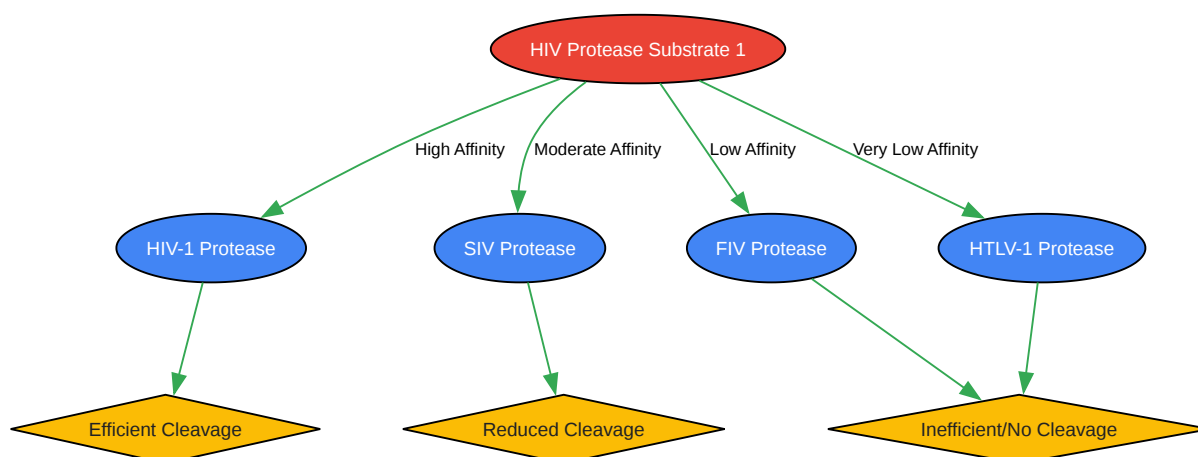 HIV Protease Substrate 1
High Affinity
Moderate Affinity
Low Affinity
Very Low Affinity
HIV-1 Protease
SIV Protease
FIV Protease
HTLV-1 Protease
Efficient Cleavage
Reduced Cleavage
Inefficient/No Cleavage